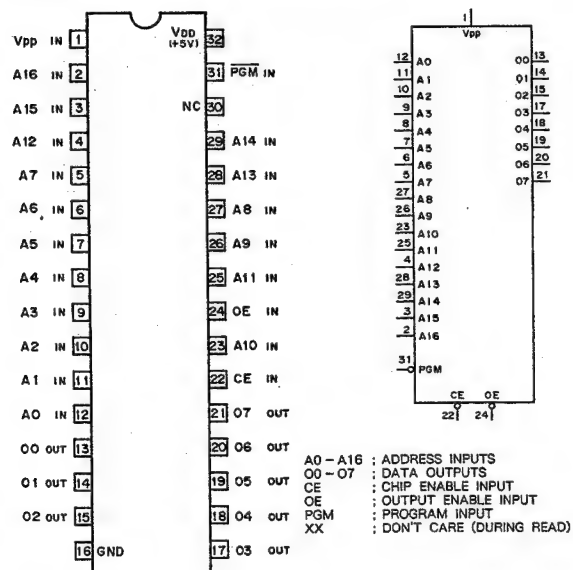 Vpp IN 1
A16 IN 2
A15 IN 3
A12 IN 4
A7 IN 5
A6 IN 6
A5 IN 7
A4 IN 8
A3 IN 9
A2 IN 10
A1 IN 11
A0 IN 12
O0 OUT 13
O1 OUT 14
O2 OUT 15
16 GND
VDD (+5V) 32
31 PGM IN
NC 30
29 A14 IN
28 A13 IN
27 A8 IN
26 A9 IN
25 A11 IN
24 OE IN
23 A10 IN
22 CE IN
21 O7 OUT
20 O6 OUT
19 O5 OUT
18 O4 OUT
17 O3 OUT
1
Vpp
12 A0
11 A1
10 A2
9 A3
8 A4
7 A5
6 A6
5 A7
27 A8
26 A9
23 A10
25 A11
4 A12
28 A13
29 A14
3 A15
2 A16
31 PGM
O0 13
O1 14
O2 15
O3 17
O4 18
O5 19
O6 20
O7 21
CE OE
22 24
A0 - A16 ; ADDRESS INPUTS
O0 - O7 ; DATA OUTPUTS
CE ; CHIP ENABLE INPUT
OE ; OUTPUT ENABLE INPUT
PGM ; PROGRAM INPUT
XX ; DON'T CARE (DURING READ)